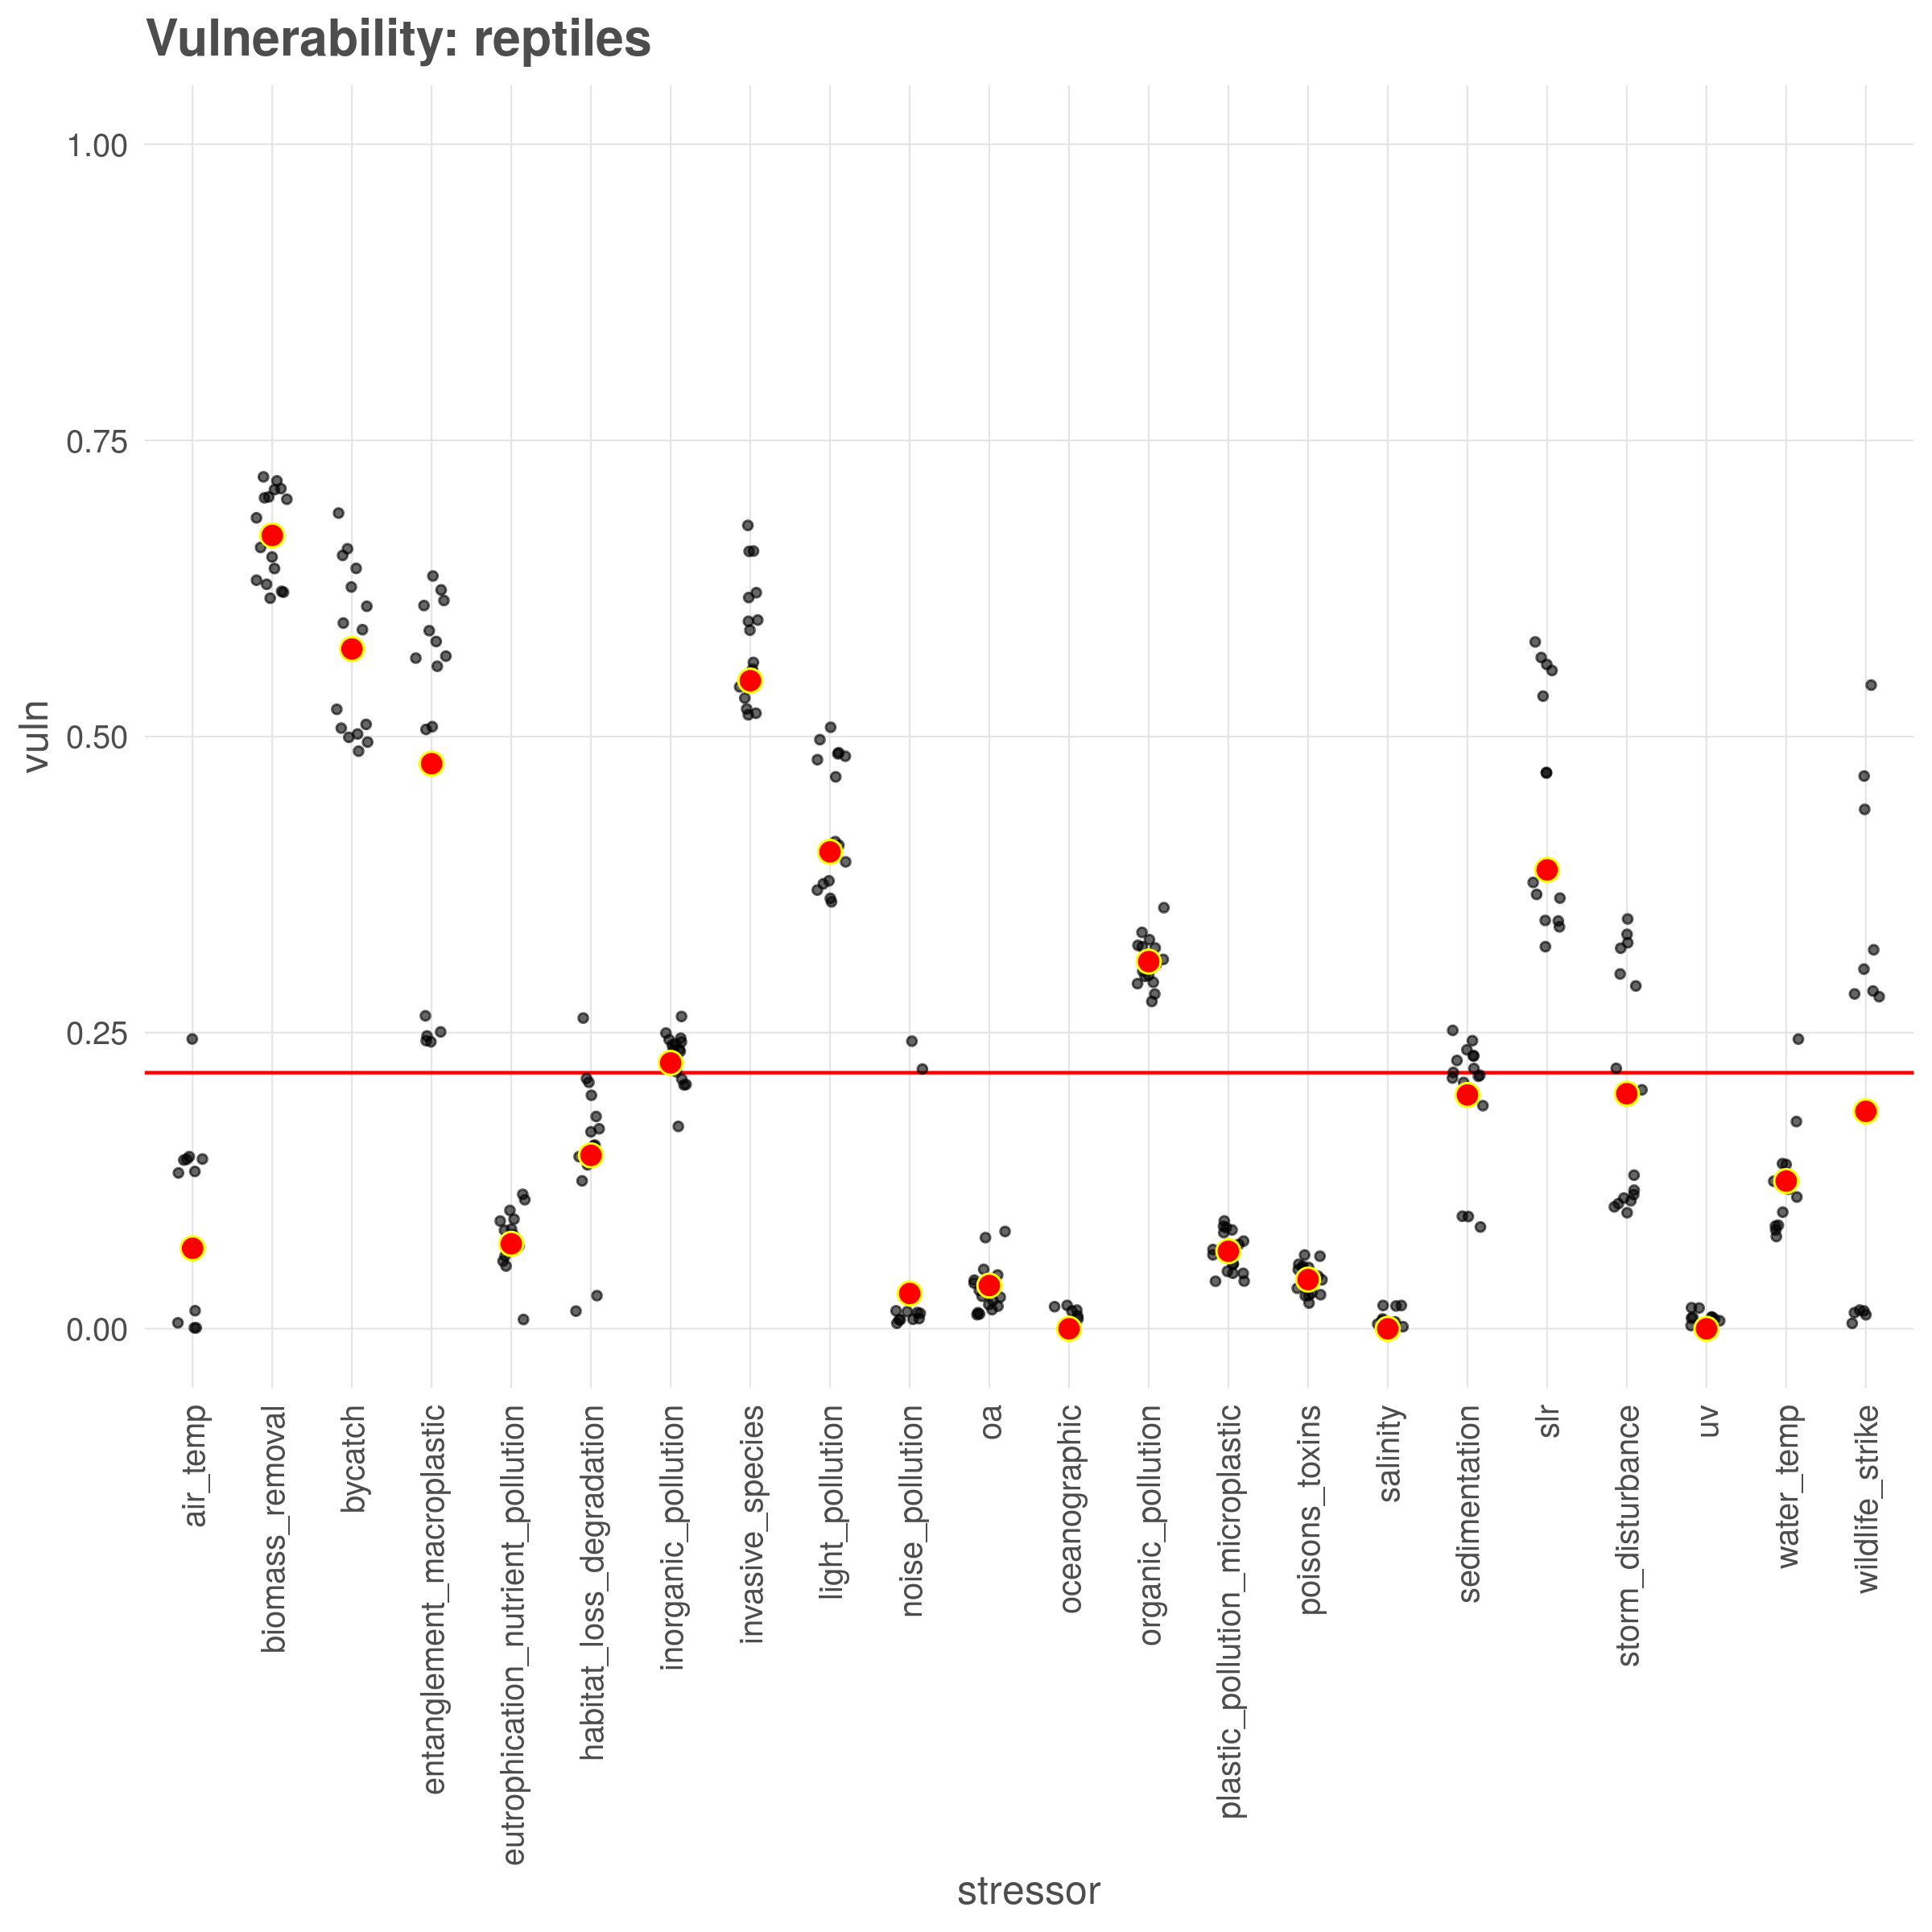 Vulnerability: reptiles
1.00
0.75
0.50
0.25
0.00
vuln
air_temp
biomass_removal
bycatch
entanglement_macroplastic
eutrophication_nutrient_pollution
habitat_loss_degradation
inorganic_pollution
invasive_species
light_pollution
noise_pollution
oa
oceanographic
organic_pollution
plastic_pollution_microplastic
poisons_toxins
salinity
sedimentation
slr
storm_disturbance
uv
water_temp
wildlife_strike
stressor